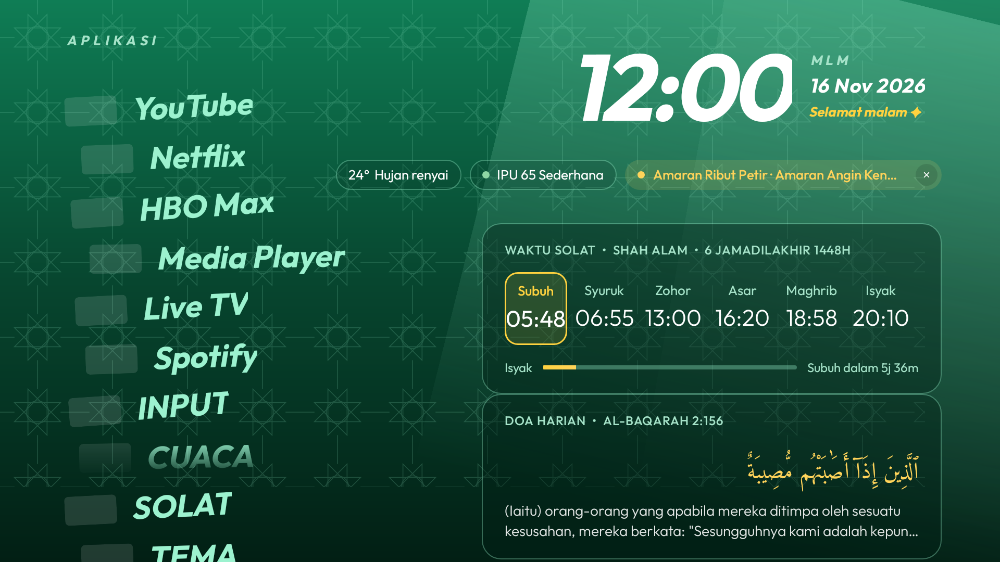 APLIKASI
YouTube
Netflix
HBO Max
Media Player
Live TV
Spotify
INPUT
CUACA
SOLAT
TEMA
12:00
MLM
16 Nov 2026
Selamat malam ✦
24° Hujan renyai
IPU 65 Sederhana
Amaran Ribut Petir · Amaran Angin Ken...
×
WAKTU SOLAT • SHAH ALAM • 6 JAMADILAKHIR 1448H
Subuh Syuruk Zohor Asar Maghrib Isyak
05:48 06:55 13:00 16:20 18:58 20:10
Isyak Subuh dalam 5j 36m
DOA HARIAN • AL-BAQARAH 2:156
ٱلَّذِينَ إِذَآ أَصَٰبَتْهُم مُّصِيبَةٌ
(Iaitu) orang-orang yang apabila mereka ditimpa oleh sesuatu
kesusahan, mereka berkata: "Sesungguhnya kami adalah kepun...